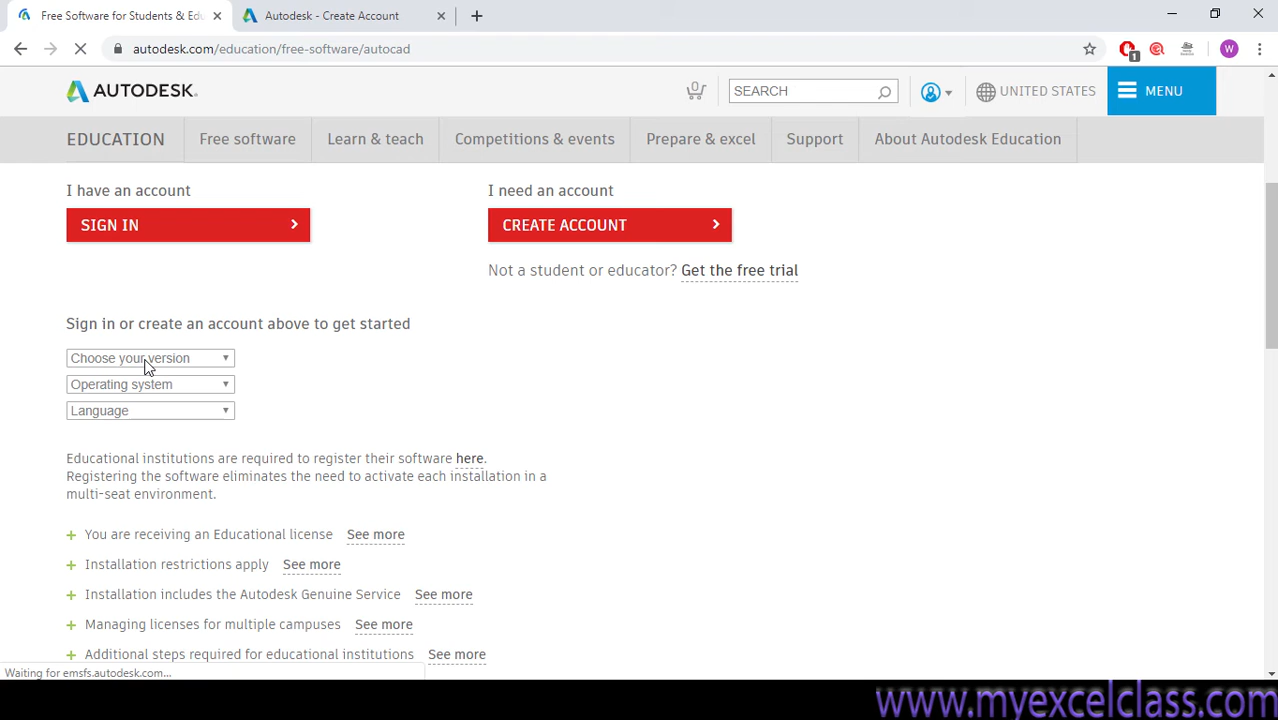 Free Software for Students & Edu
Autodesk - Create Account
autodesk.com/education/free-software/autocad
1
W
AUTODESK.
0
SEARCH
UNITED STATES
MENU
EDUCATION
Free software
Learn & teach
Competitions & events
Prepare & excel
Support
About Autodesk Education
I have an account
I need an account
SIGN IN
CREATE ACCOUNT
Not a student or educator? Get the free trial
Sign in or create an account above to get started
Choose your version
Operating system
Language
Educational institutions are required to register their software here.
Registering the software eliminates the need to activate each installation in a
multi-seat environment.
+ You are receiving an Educational license See more
+ Installation restrictions apply See more
+ Installation includes the Autodesk Genuine Service See more
+ Managing licenses for multiple campuses See more
+ Additional steps required for educational institutions See more
Waiting for emsfs.autodesk.com...
www.myexcelclass.com